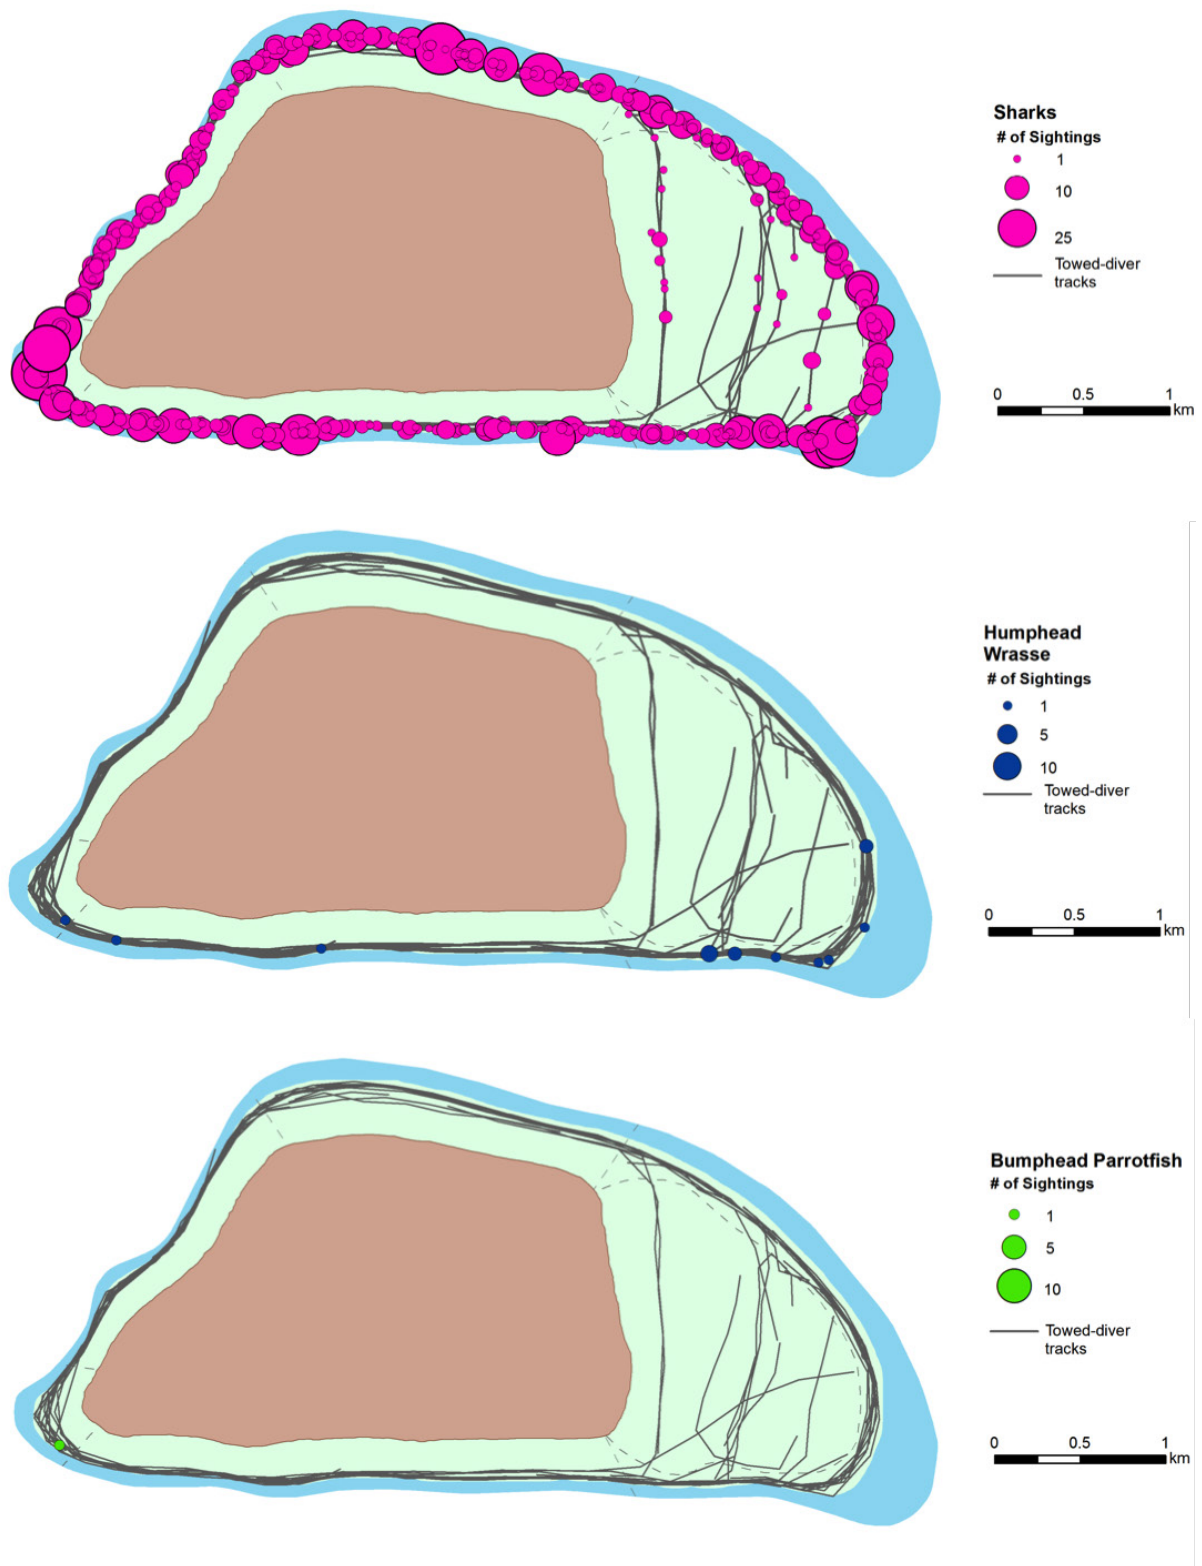 Sharks
# of Sightings
1
10
25
Towed-diver
tracks
0 0.5 1
km
Humphead
Wrasse
# of Sightings
1
5
10
Towed-diver
tracks
0 0.5 1
km
Bumphead Parrotfish
# of Sightings
1
5
10
Towed-diver
tracks
0 0.5 1
km